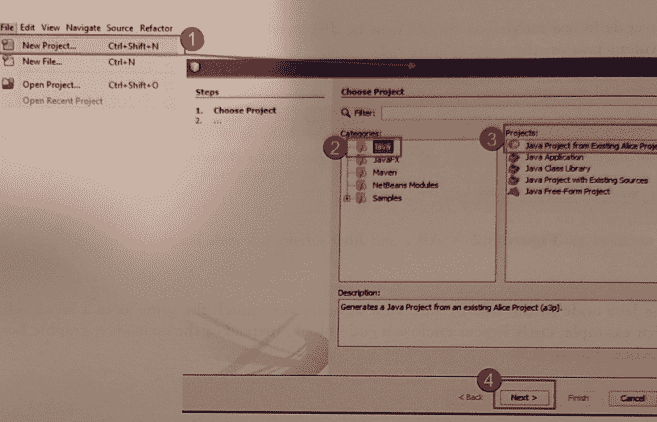 File Edit View Navigate Source Refactor
New Project... Ctrl+Shift+N
New File... Ctrl+N
Open Project... Ctrl+Shift+O
Open Recent Project
1
Steps
1. Choose Project
2. ...
Choose Project
Filter:
Categories:
2
Java
JavaFX
Maven
NetBeans Modules
Samples
3
Projects:
Java Project from Existing Alice Proje
Java Application
Java Class Library
Java Project with Existing Sources
Java Free-Form Project
Description:
Generates a Java Project from an existing Alice Project (a3p).
4
< Back Next > Finish Cancel